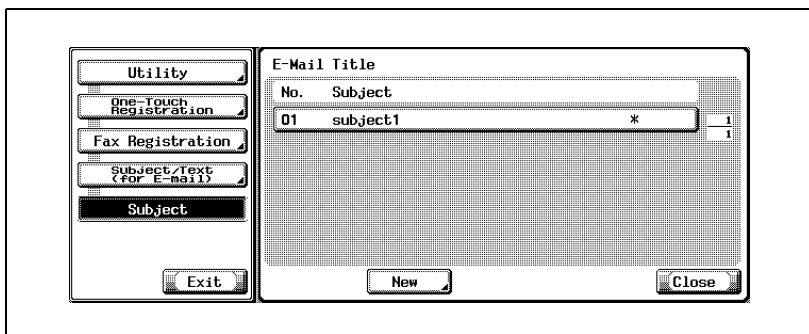 Utility
One-Touch
Registration
Fax Registration
Subject/Text
(for E-mail)
Subject
Exit
E-Mail Title
No. Subject
01 subject1 *
1
1
New
Close